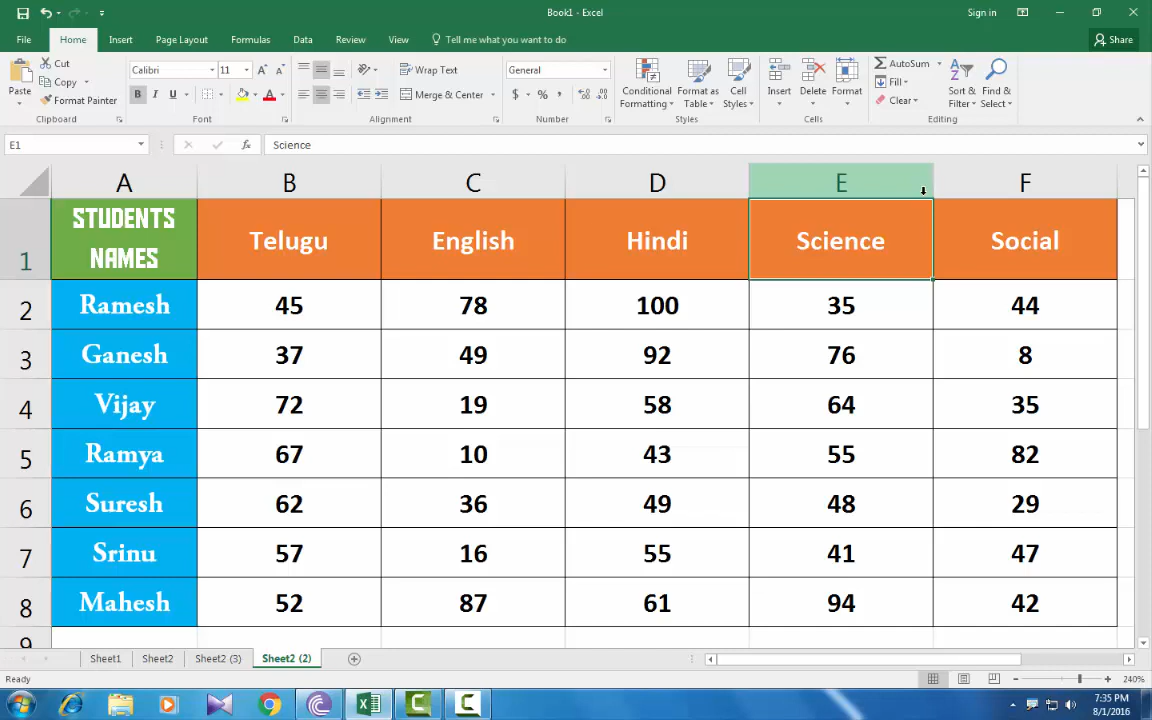 Book1 - Excel
Sign in
File Home Insert Page Layout Formulas Data Review View Tell me what you want to do Share
Paste Cut Copy Format Painter Clipboard
Calibri 11 A A B I U A Font
Wrap Text Merge & Center Alignment
General $ % , Number
Conditional Formatting Format as Table Cell Styles Styles
Insert Delete Format Cells
AutoSum Fill Clear Sort & Filter Find & Select Editing
E1 fx Science
A B C D E F
1 STUDENTS NAMES Telugu English Hindi Science Social
2 Ramesh 45 78 100 35 44
3 Ganesh 37 49 92 76 8
4 Vijay 72 19 58 64 35
5 Ramya 67 10 43 55 82
6 Suresh 62 36 49 48 29
7 Srinu 57 16 55 41 47
8 Mahesh 52 87 61 94 42
9
Sheet1 Sheet2 Sheet2 (3) Sheet2 (2)
Ready 240%
7:35 PM
8/1/2016